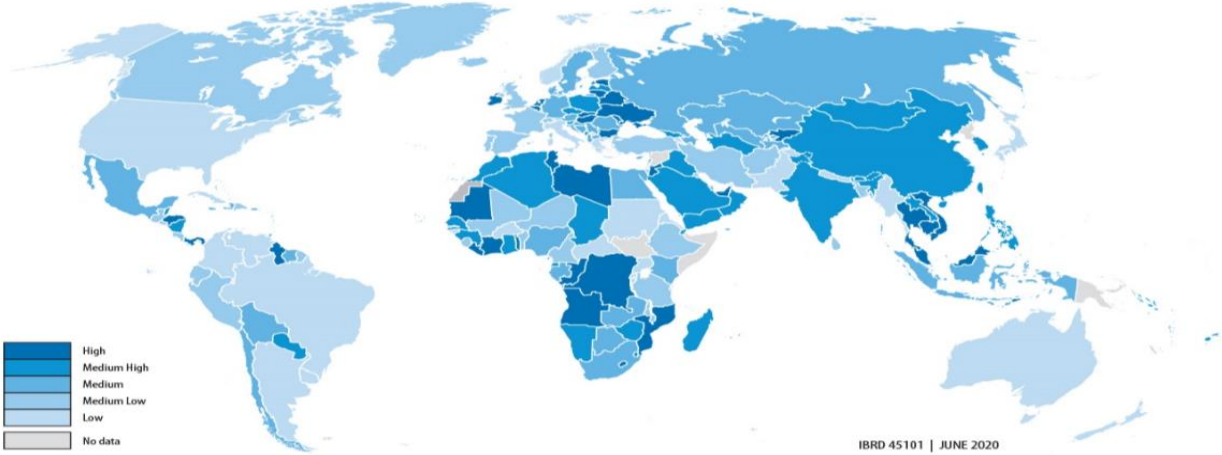 High
Medium High
Medium
Medium Low
Low
No data
IBRD 45101 | JUNE 2020